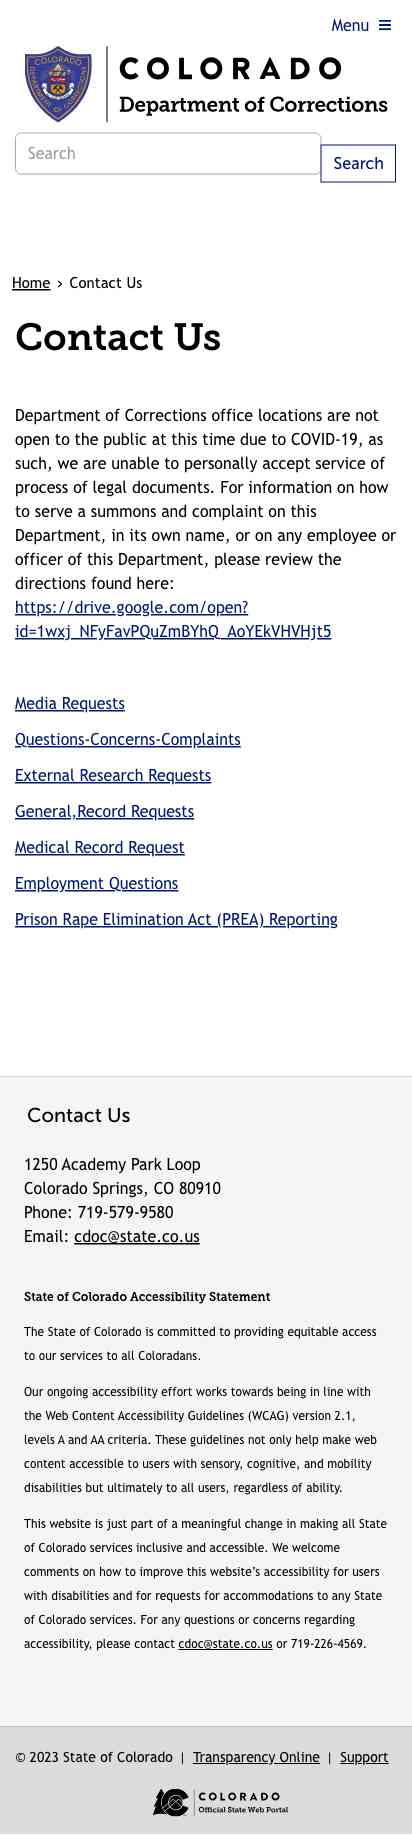 Menu
COLORADO
Department of Corrections
Search
Search
Home › Contact Us
Contact Us
Department of Corrections office locations are not
open to the public at this time due to COVID-19, as
such, we are unable to personally accept service of
process of legal documents. For information on how
to serve a summons and complaint on this
Department, in its own name, or on any employee or
officer of this Department, please review the
directions found here:
https://drive.google.com/open?
id=1wxj_NFyFavPQuZmBYhQ_AoYEkVHVHjt5
Media Requests
Questions-Concerns-Complaints
External Research Requests
General,Record Requests
Medical Record Request
Employment Questions
Prison Rape Elimination Act (PREA) Reporting
Contact Us
1250 Academy Park Loop
Colorado Springs, CO 80910
Phone: 719-579-9580
Email: cdoc@state.co.us
State of Colorado Accessibility Statement
The State of Colorado is committed to providing equitable access
to our services to all Coloradans.
Our ongoing accessibility effort works towards being in line with
the Web Content Accessibility Guidelines (WCAG) version 2.1,
levels A and AA criteria. These guidelines not only help make web
content accessible to users with sensory, cognitive, and mobility
disabilities but ultimately to all users, regardless of ability.
This website is just part of a meaningful change in making all State
of Colorado services inclusive and accessible. We welcome
comments on how to improve this website's accessibility for users
with disabilities and for requests for accommodations to any State
of Colorado services. For any questions or concerns regarding
accessibility, please contact cdoc@state.co.us or 719-226-4569.
© 2023 State of Colorado | Transparency Online | Support
COLORADO
Official State Web Portal